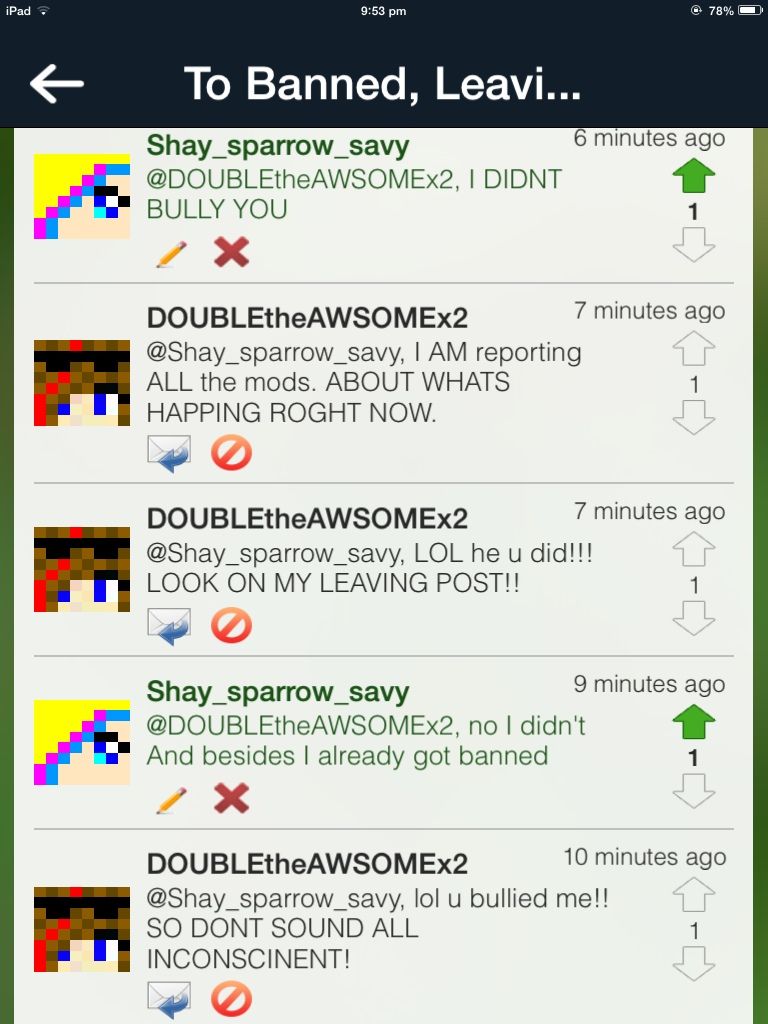 iPad 9:53 pm 78%
To Banned, Leavi...
Shay_sparrow_savy 6 minutes ago
@DOUBLEtheAWSOMEx2, I DIDNT
BULLY YOU
1
DOUBLEtheAWSOMEx2 7 minutes ago
@Shay_sparrow_savy, I AM reporting
ALL the mods. ABOUT WHATS
HAPPING ROGHT NOW.
1
DOUBLEtheAWSOMEx2 7 minutes ago
@Shay_sparrow_savy, LOL he u did!!!
LOOK ON MY LEAVING POST!!
1
Shay_sparrow_savy 9 minutes ago
@DOUBLEtheAWSOMEx2, no I didn't
And besides I already got banned
1
DOUBLEtheAWSOMEx2 10 minutes ago
@Shay_sparrow_savy, lol u bullied me!!
SO DONT SOUND ALL
INCONSCINENT!
1